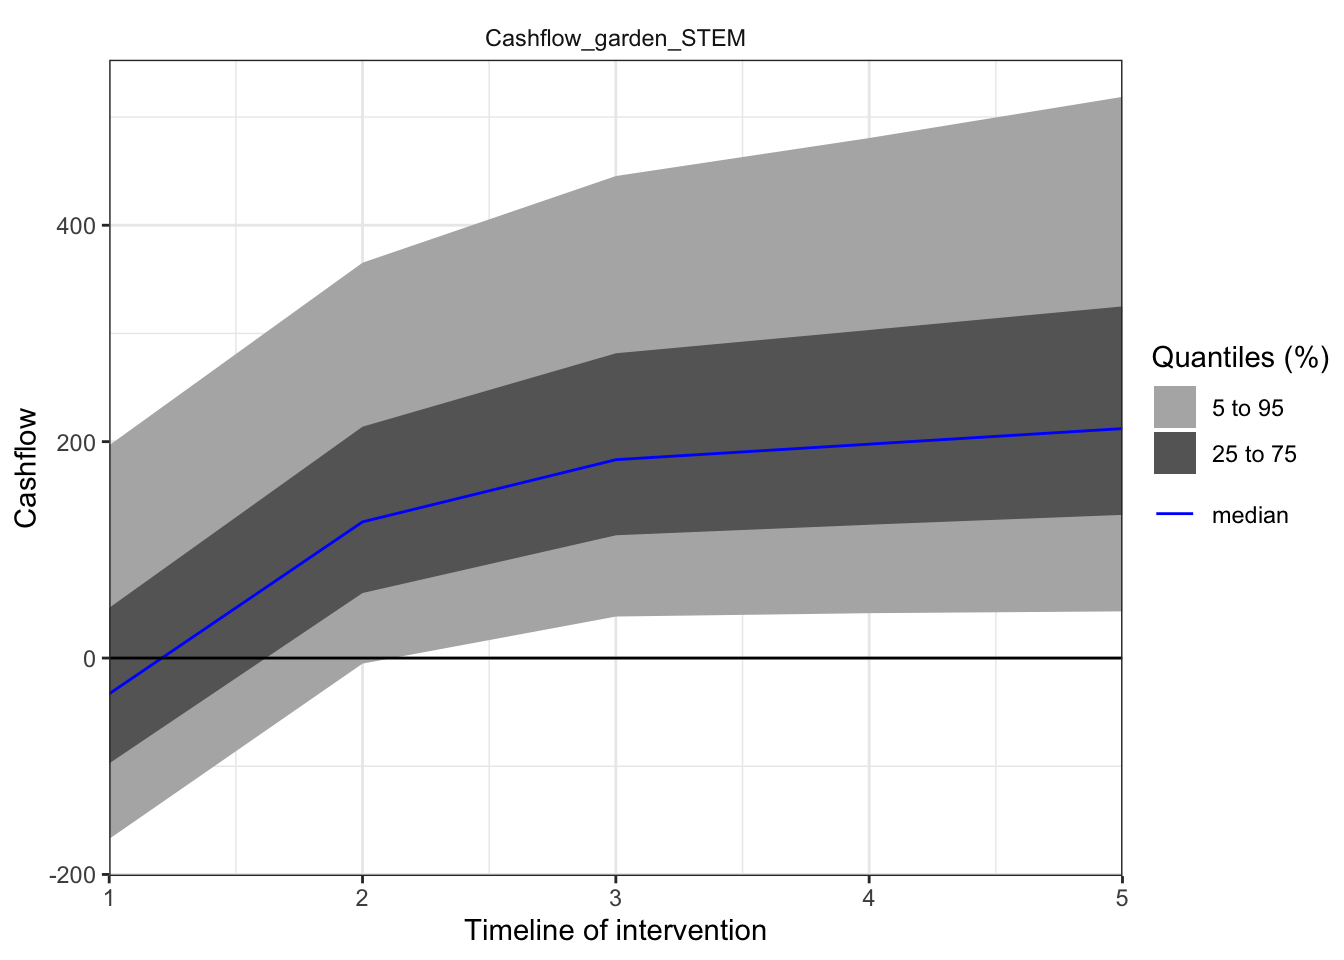 Cashflow_garden_STEM
Cashflow
400
200
0
-200
1 2 3 4 5
Timeline of intervention
Quantiles (%)
5 to 95
25 to 75
median